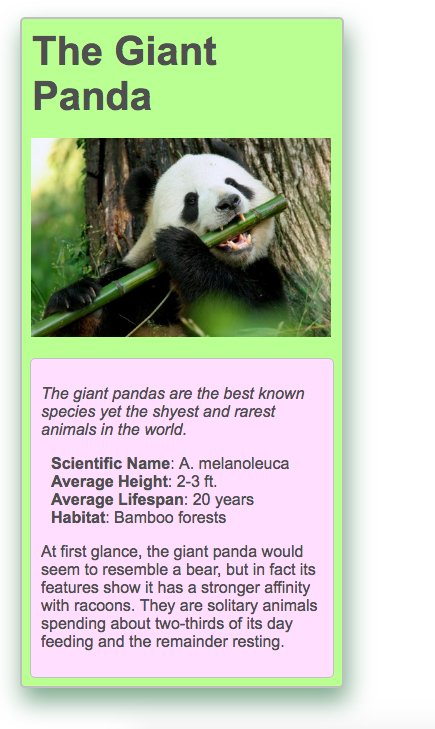 The Giant
Panda
The giant pandas are the best known
species yet the shyest and rarest
animals in the world.
Scientific Name: A. melanoleuca
Average Height: 2-3 ft.
Average Lifespan: 20 years
Habitat: Bamboo forests
At first glance, the giant panda would
seem to resemble a bear, but in fact its
features show it has a stronger affinity
with racoons. They are solitary animals
spending about two-thirds of its day
feeding and the remainder resting.